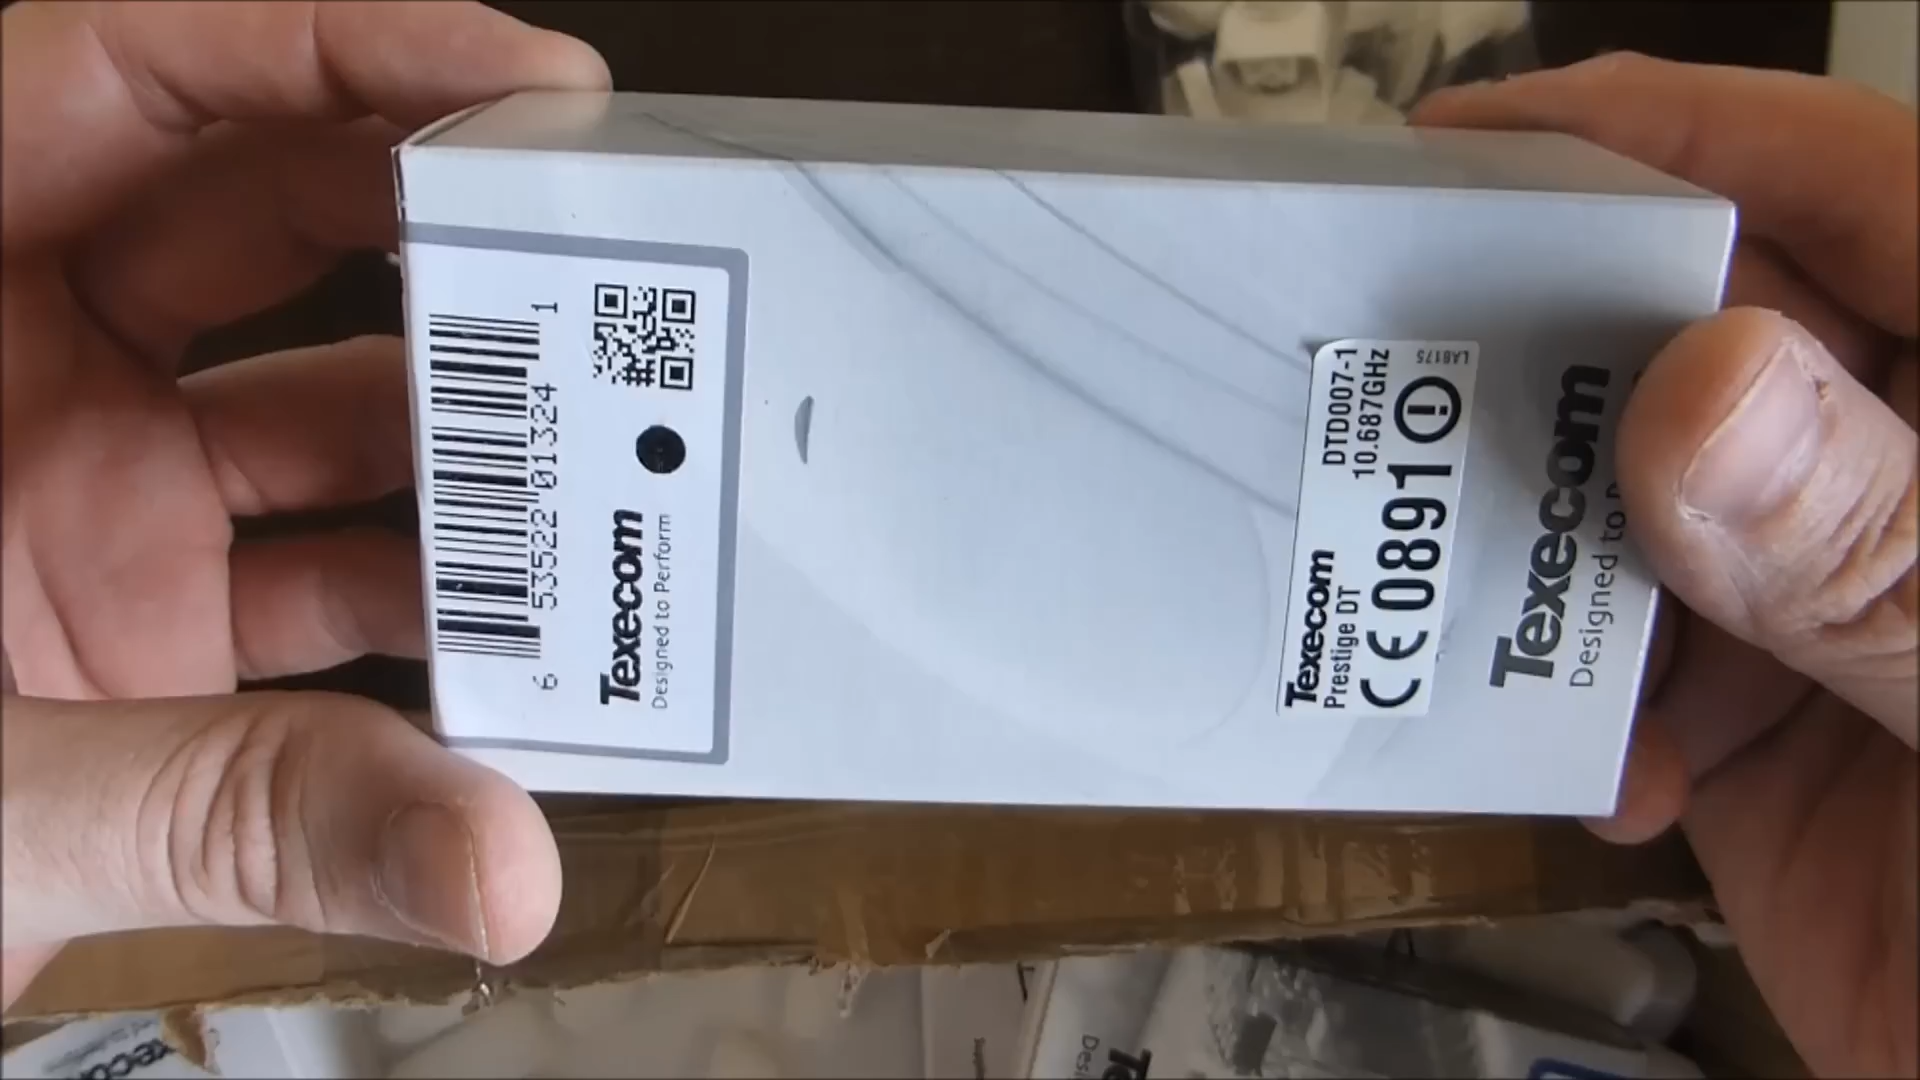 6 53522 01324 1
Texecom
Designed to Perform
Texecom
Prestige DT
DTD007-1
10.687GHz
CE 0891
LA8175
Texecom
Designed to